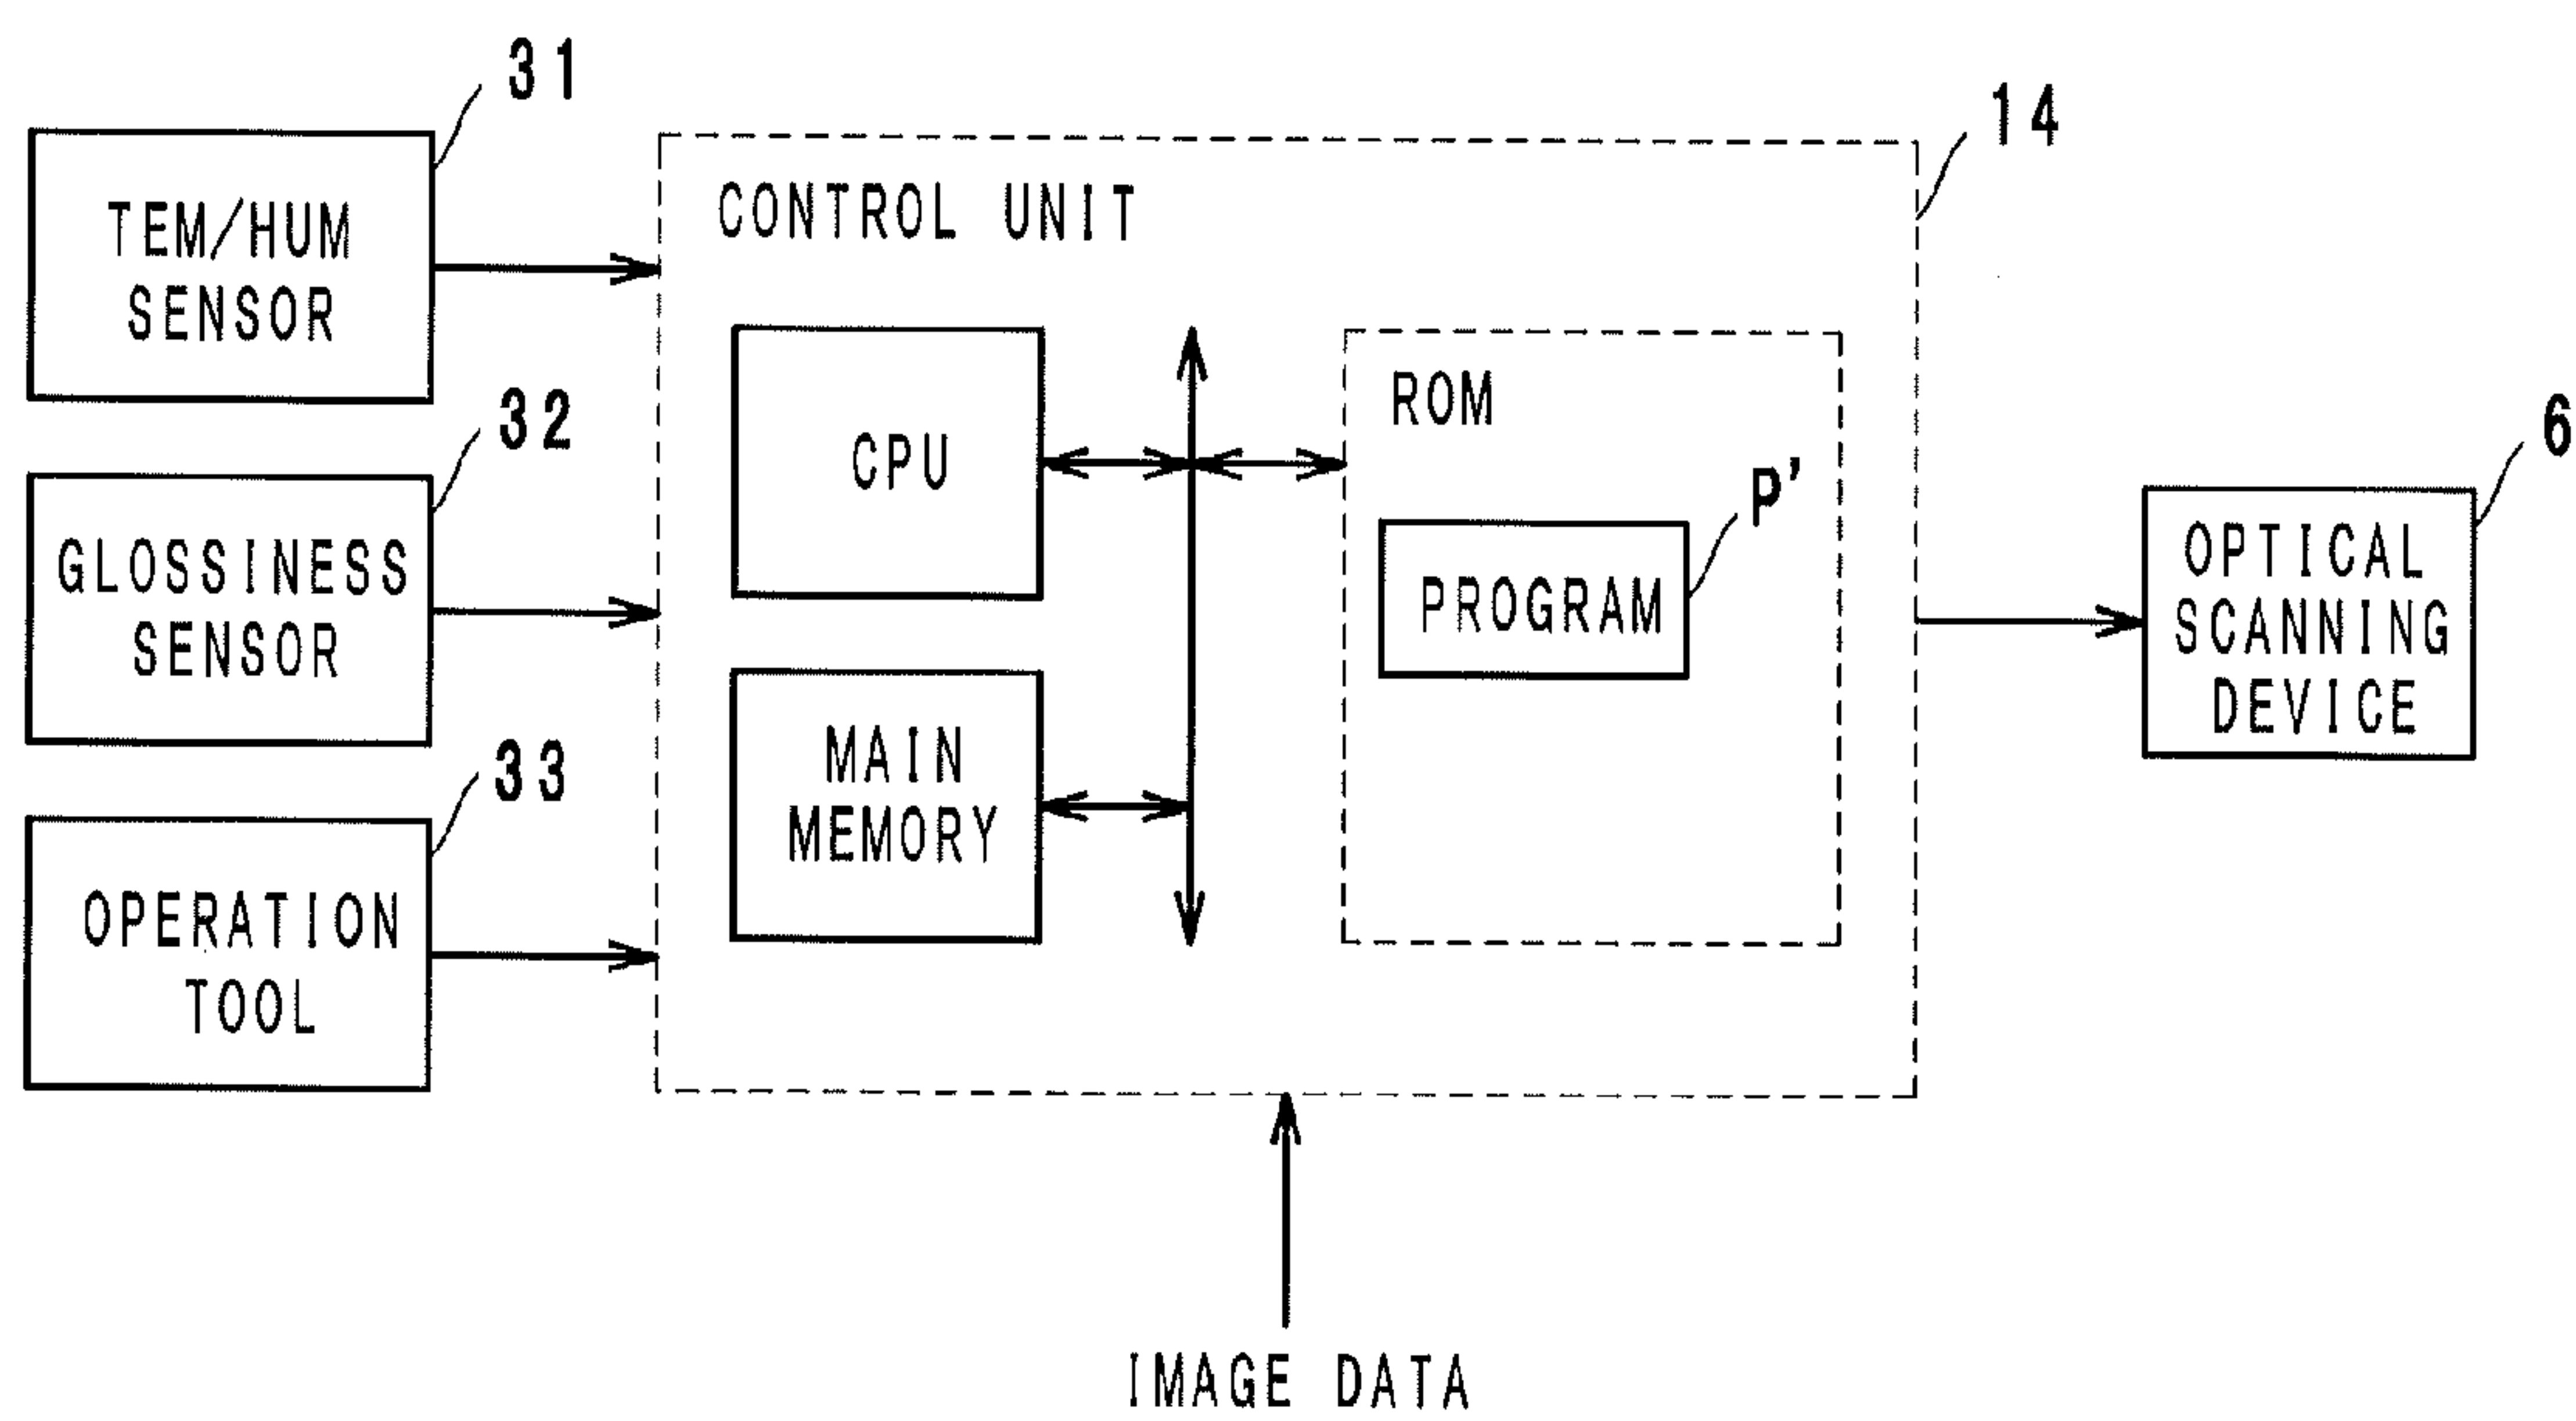 31
TEM/HUM
SENSOR
32
GLOSSINESS
SENSOR
33
OPERATION
TOOL
14
CONTROL UNIT
CPU
MAIN
MEMORY
ROM
P'
PROGRAM
6
OPTICAL
SCANNING
DEVICE
IMAGE DATA